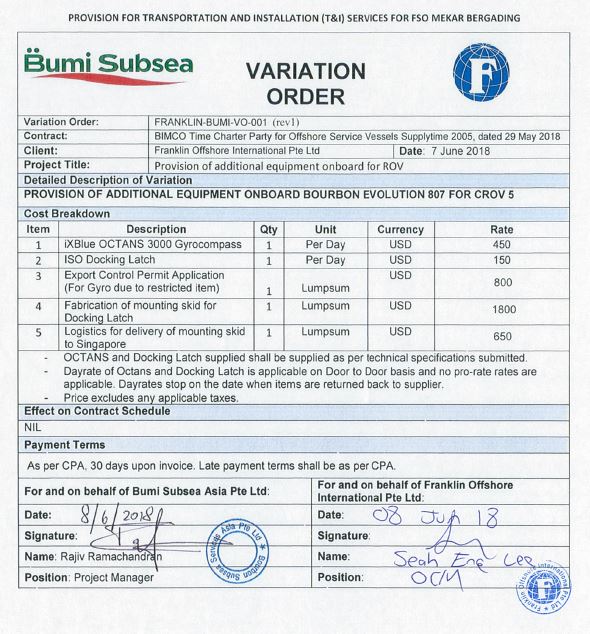 PROVISION FOR TRANSPORTATION AND INSTALLATION (T&I) SERVICES FOR FSO MEKAR BERGADING
Bumi Subsea
VARIATION
ORDER
F
Variation Order: FRANKLIN-BUMI-VO-001 (rev1)
Contract: BIMCO Time Charter Party for Offshore Service Vessels Supplytime 2005, dated 29 May 2018
Client: Franklin Offshore International Pte Ltd Date: 7 June 2018
Project Title: Provision of additional equipment onboard for ROV
Detailed Description of Variation
PROVISION OF ADDITIONAL EQUIPMENT ONBOARD BOURBON EVOLUTION 807 FOR CROV 5
Cost Breakdown
Item Description Qty Unit Currency Rate
1 iXBlue OCTANS 3000 Gyrocompass 1 Per Day USD 450
2 ISO Docking Latch 1 Per Day USD 150
3 Export Control Permit Application USD
(For Gyro due to restricted item) 1 Lumpsum 800
4 Fabrication of mounting skid for 1 Lumpsum USD 1800
Docking Latch
5 Logistics for delivery of mounting skid 1 Lumpsum USD 650
to Singapore
- OCTANS and Docking Latch supplied shall be supplied as per technical specifications submitted.
- Dayrate of Octans and Docking Latch is applicable on Door to Door basis and no pro-rate rates are
applicable. Dayrates stop on the date when items are returned back to supplier.
- Price excludes any applicable taxes.
Effect on Contract Schedule
NIL
Payment Terms
As per CPA, 30 days upon invoice. Late payment terms shall be as per CPA.
For and on behalf of Bumi Subsea Asia Pte Ltd:
Date: 8/6/2018
Signature:
Name: Rajiv Ramachandran
Position: Project Manager
Bourbon Subsea Services Asia Pte Ltd
For and on behalf of Franklin Offshore
International Pte Ltd:
Date: 08 Jun 18
Signature:
Name: Seah Eng Lee
Position: OCM
Franklin Offshore International Pte Ltd